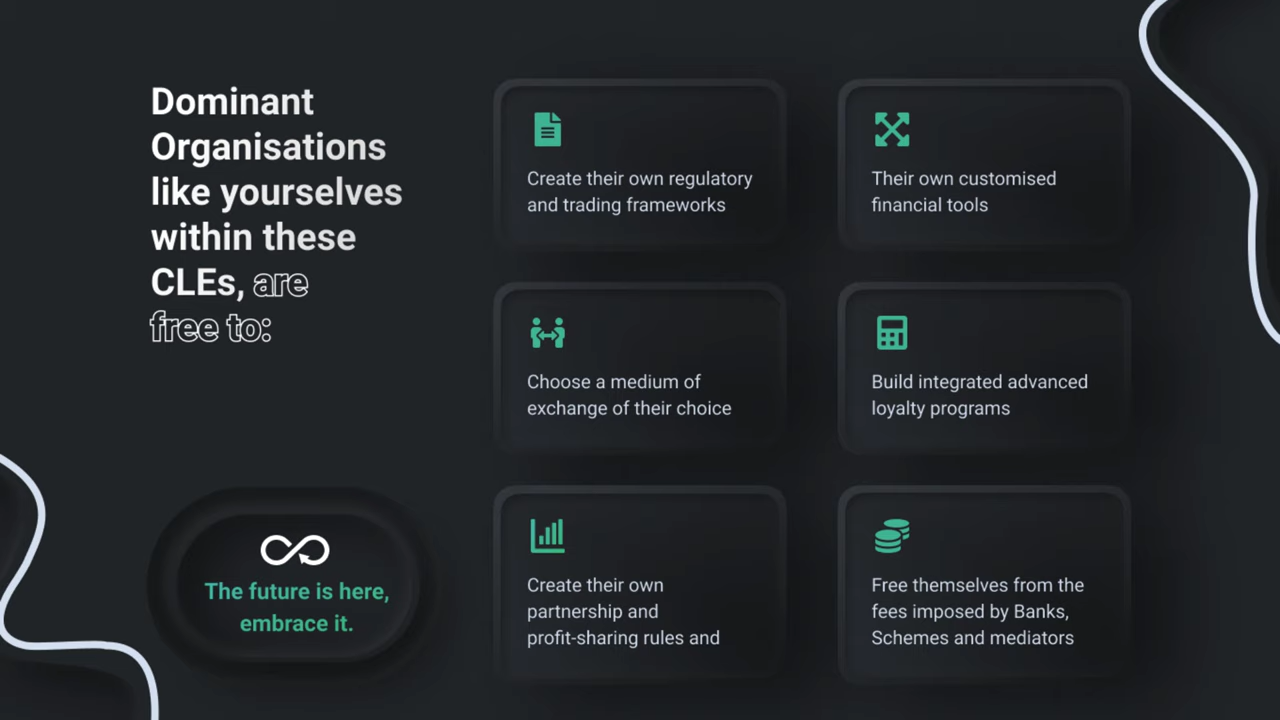 Dominant
Organisations
like yourselves
within these
CLEs, are
free to:
Create their own regulatory
and trading frameworks
Their own customised
financial tools
Choose a medium of
exchange of their choice
Build integrated advanced
loyalty programs
Create their own
partnership and
profit-sharing rules and
Free themselves from the
fees imposed by Banks,
Schemes and mediators
The future is here,
embrace it.